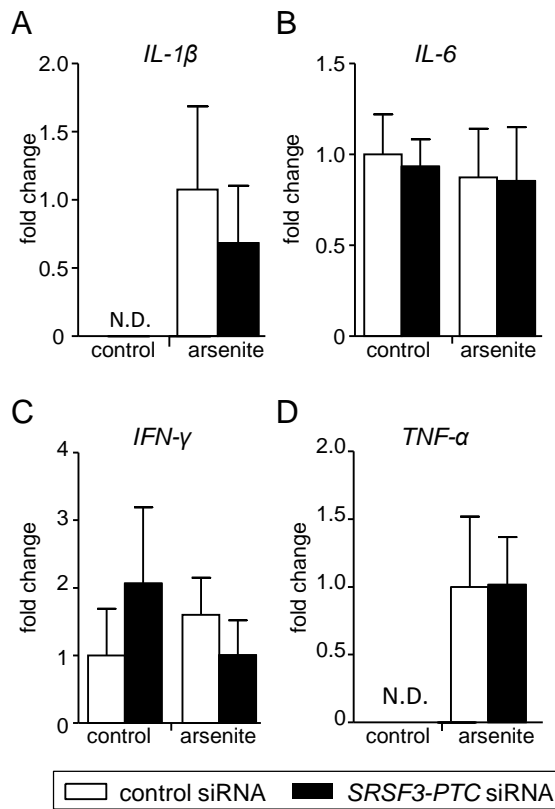 A
IL-1β
2.0
1.5
1.0
0.5
0
fold change
N.D.
control
arsenite
B
IL-6
1.5
1.0
0.5
0
fold change
control
arsenite
C
IFN-γ
4
3
2
1
0
fold change
control
arsenite
D
TNF-α
2.0
1.5
1.0
0.5
0
fold change
N.D.
control
arsenite
control siRNA
SRSF3-PTC siRNA